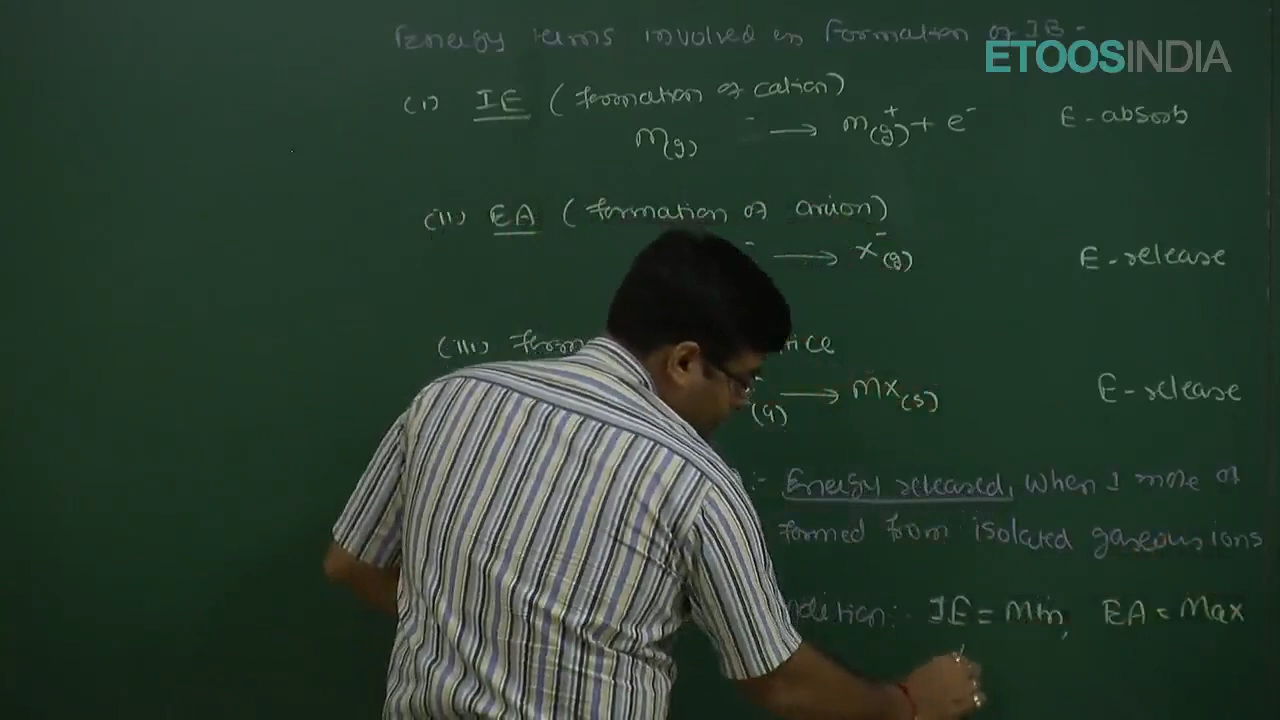 Energy terms involved in Formation of IB -
ETOOSINDIA
(i) IE (formation of cation)
M(g) → M+(g) + e- E-absorb
(ii) EA (formation of anion)
→ X-(g) E-release
(iii)
(g) → MX(s) E-release
:- Energy released, when 1 mole of
formed from isolated gaseous ions
:- IE = Min, EA = Max